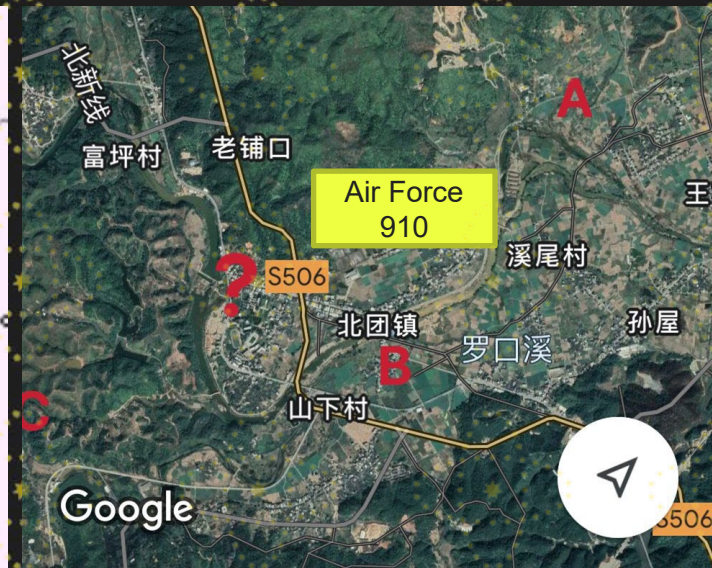 北新线
A
富坪村
老铺口
Air Force
910
王
溪尾村
?
S506
北团镇
孙屋
B
罗口溪
C
山下村
Google
S506